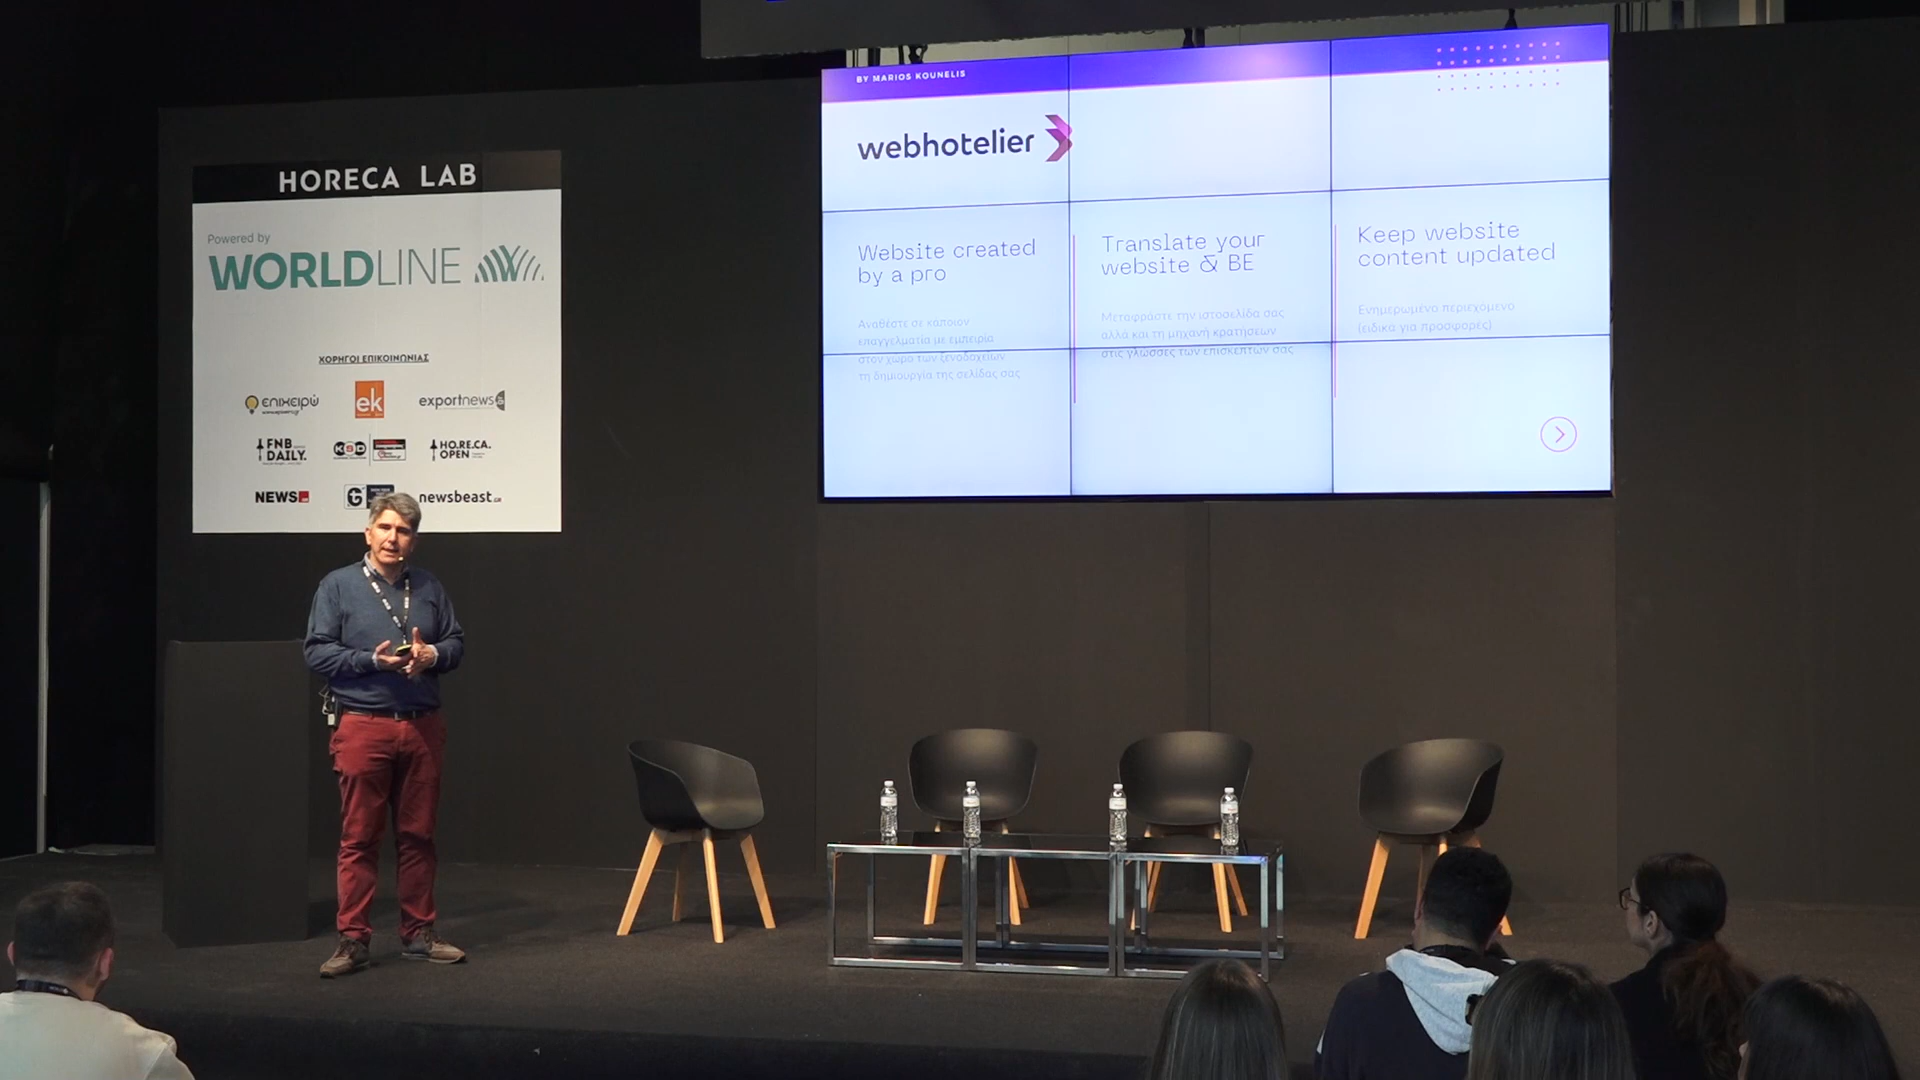 HORECA LAB
Powered by
WORLDLINE
ΧΟΡΗΓΟΙ ΕΠΙΚΟΙΝΩΝΙΑΣ
επιχειρώ
ek
exportnews
FNB
DAILY.
KSD
HO.RE.CA.
OPEN
NEWS
newsbeast.GR
BY MARIOS KOUNELIS
webhotelier
Website created
by a pro
Αναθέστε σε κάποιον
επαγγελματία με εμπειρία
στον χώρο των ξενοδοχείων
τη δημιουργία της σελίδας σας
Translate your
website & BE
Μεταφράστε την ιστοσελίδα σας
αλλά και τη μηχανή κρατήσεων
στις γλώσσες των επισκεπτών σας
Keep website
content updated
Ενημερωμένο περιεχόμενο
(ειδικά για προσφορές)